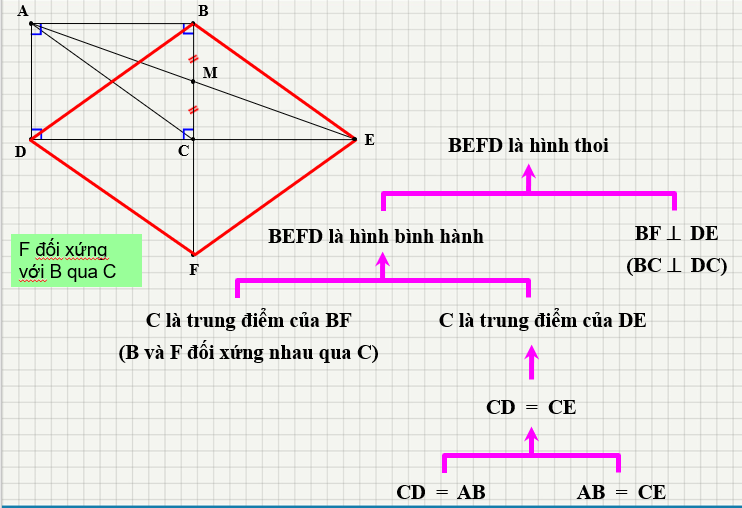 A
B
M
D
C
E
F
F đối xứng
với B qua C
BEFD là hình thoi
BEFD là hình bình hành
BF ⊥ DE
(BC ⊥ DC)
C là trung điểm của BF
(B và F đối xứng nhau qua C)
C là trung điểm của DE
CD = CE
CD = AB
AB = CE